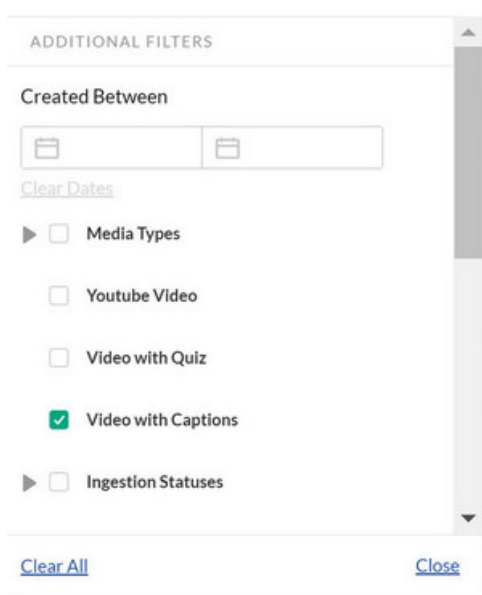 ADDITIONAL FILTERS
Created Between
Clear Dates
Media Types
Youtube Video
Video with Quiz
Video with Captions
Ingestion Statuses
Clear All Close